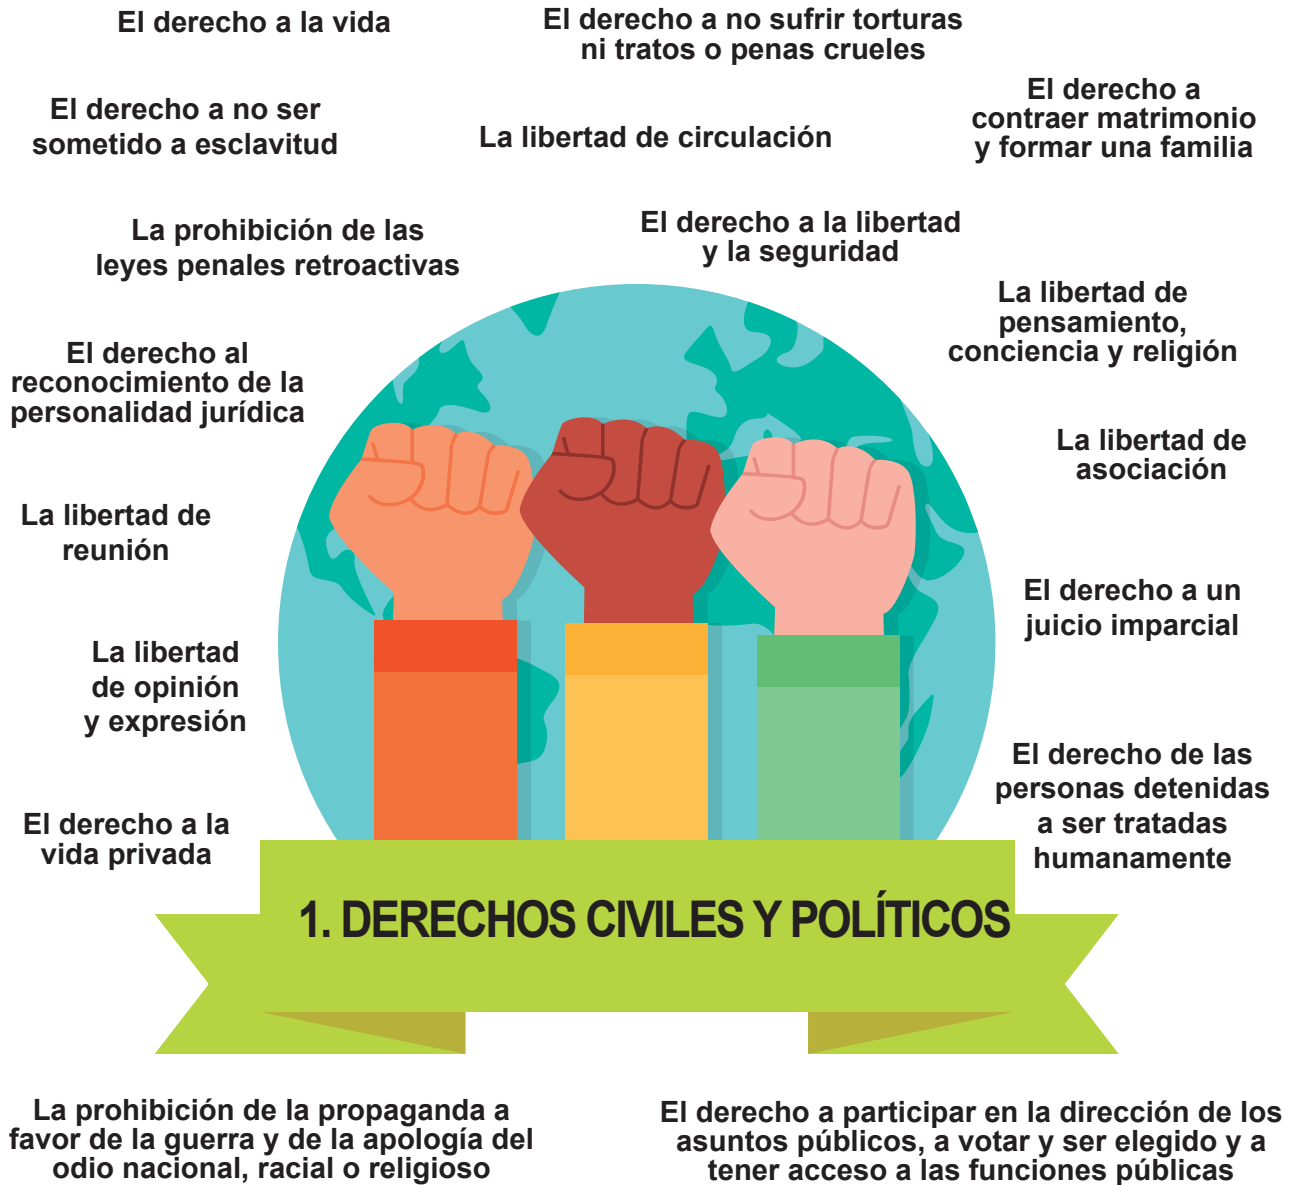 El derecho a la vida
El derecho a no sufrir torturas
ni tratos o penas crueles
El derecho a no ser
sometido a esclavitud
La libertad de circulación
El derecho a
contraer matrimonio
y formar una familia
La prohibición de las
leyes penales retroactivas
El derecho a la libertad
y la seguridad
La libertad de
pensamiento,
conciencia y religión
El derecho al
reconocimiento de la
personalidad jurídica
La libertad de
asociación
La libertad de
reunión
El derecho a un
juicio imparcial
La libertad
de opinión
y expresión
El derecho de las
personas detenidas
a ser tratadas
humanamente
El derecho a la
vida privada
1. DERECHOS CIVILES Y POLÍTICOS
La prohibición de la propaganda a
favor de la guerra y de la apología del
odio nacional, racial o religioso
El derecho a participar en la dirección de los
asuntos públicos, a votar y ser elegido y a
tener acceso a las funciones públicas